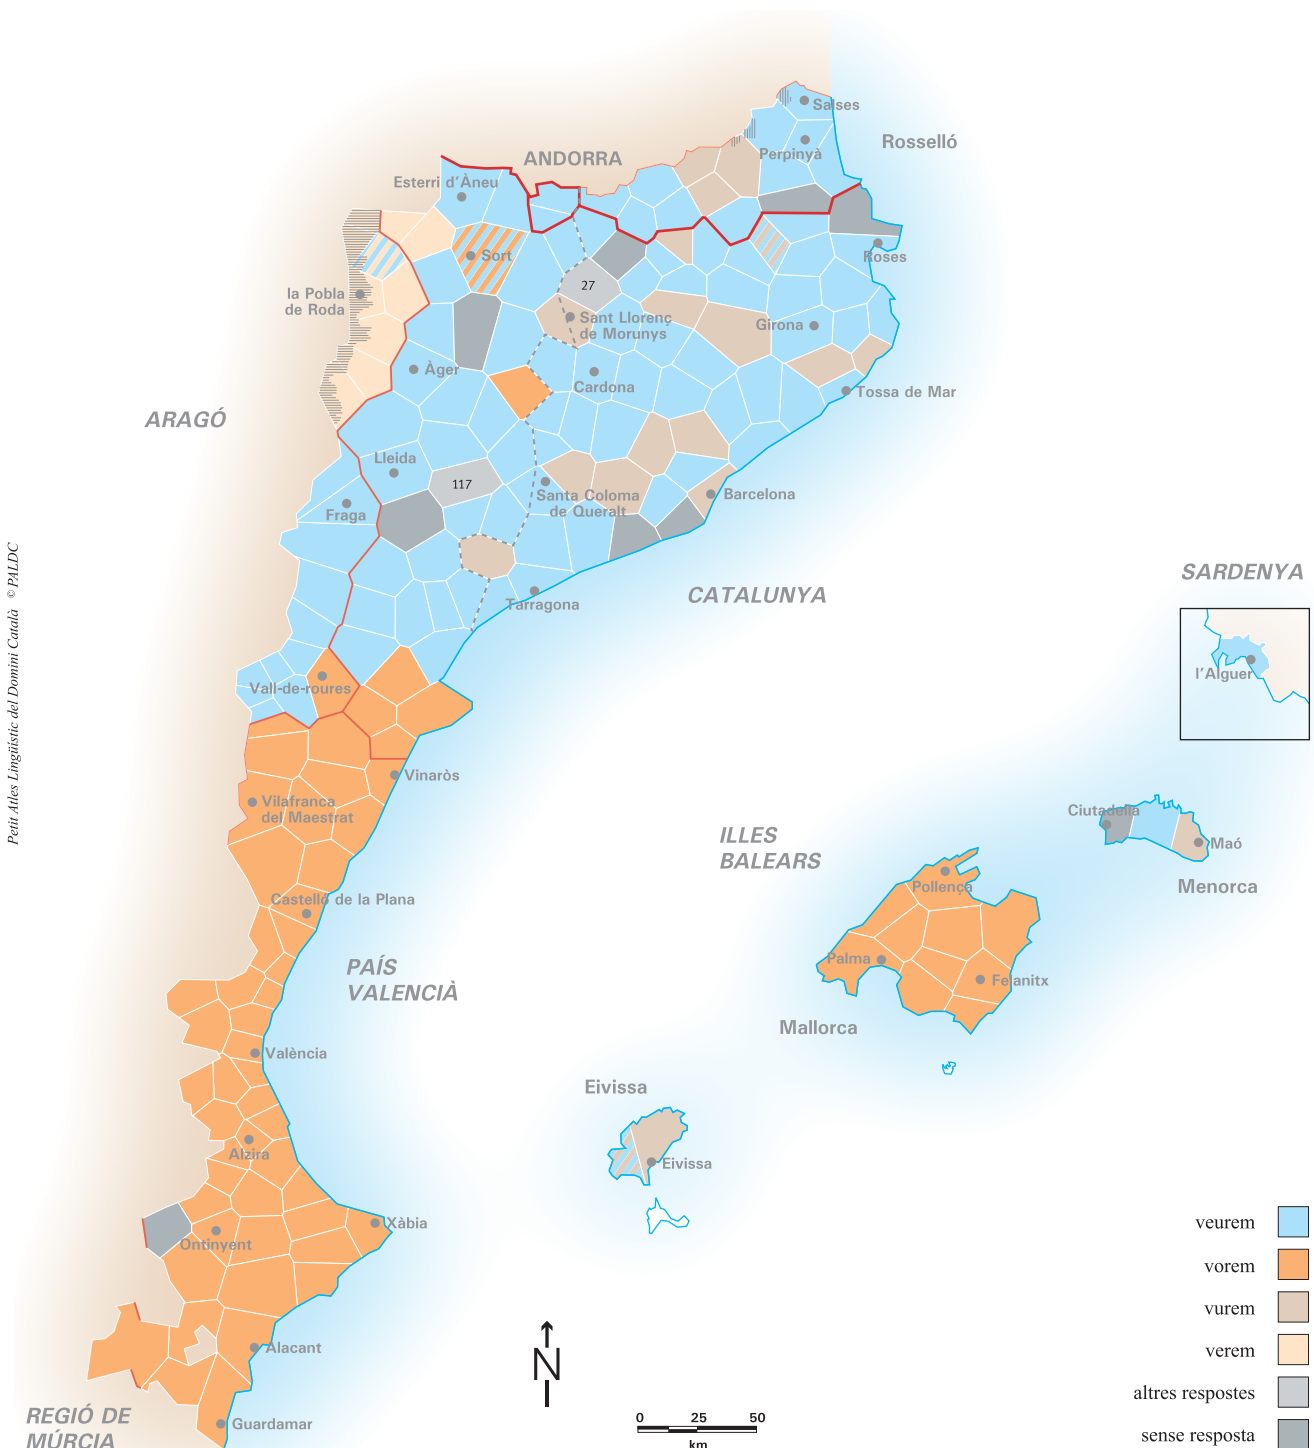 Salses
Rosselló
Perpinyà
ANDORRA
Esterri d'Àneu
Roses
Sort
27
la Pobla
de Roda
Sant Llorenç
de Morunys
Girona
Àger
Cardona
Tossa de Mar
ARAGÓ
Lleida
117
Santa Coloma
de Queralt
Barcelona
Fraga
Petit Atles Lingüístic del Domini Català © PALDC
SARDENYA
CATALUNYA
Tarragona
l'Alguer
Vall-de-roures
Vinaròs
Vilafranca
del Maestrat
Ciutadella
ILLES
BALEARS
Maó
Menorca
Pollença
Castelló de la Plana
PAÍS
VALENCIÀ
Palma
Felanitx
Mallorca
València
Eivissa
Alzira
Eivissa
Xàbia
Ontinyent
veurem
vorem
vurem
verem
altres respostes
sense resposta
Alacant
N
REGIÓ DE
MÚRCIA
Guardamar
0 25 50
km